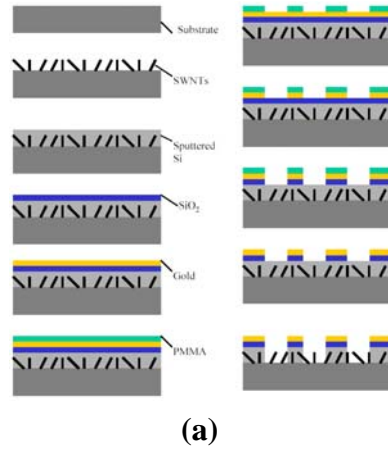 Substrate
SWNTs
Sputtered
Si
SiO₂
Gold
PMMA
(a)